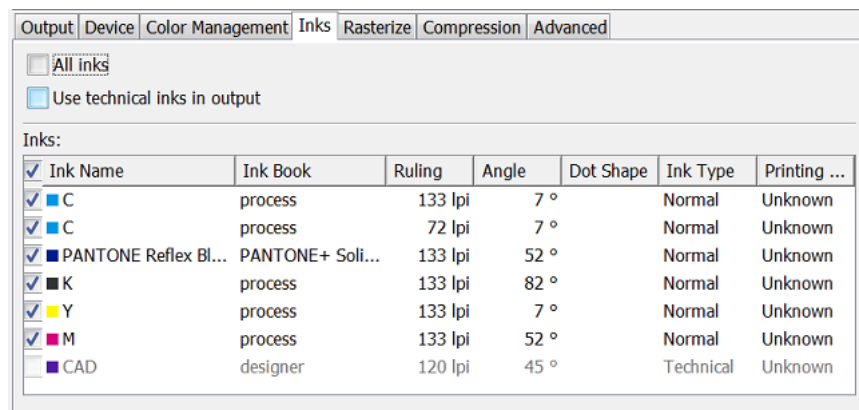 Output Device Color Management Inks Rasterize Compression Advanced
All inks
Use technical inks in output
Inks:
Ink Name Ink Book Ruling Angle Dot Shape Ink Type Printing ...
C process 133 lpi 7 º Normal Unknown
C process 72 lpi 7 º Normal Unknown
PANTONE Reflex Bl... PANTONE+ Soli... 133 lpi 52 º Normal Unknown
K process 133 lpi 82 º Normal Unknown
Y process 133 lpi 7 º Normal Unknown
M process 133 lpi 52 º Normal Unknown
CAD designer 120 lpi 45 º Technical Unknown